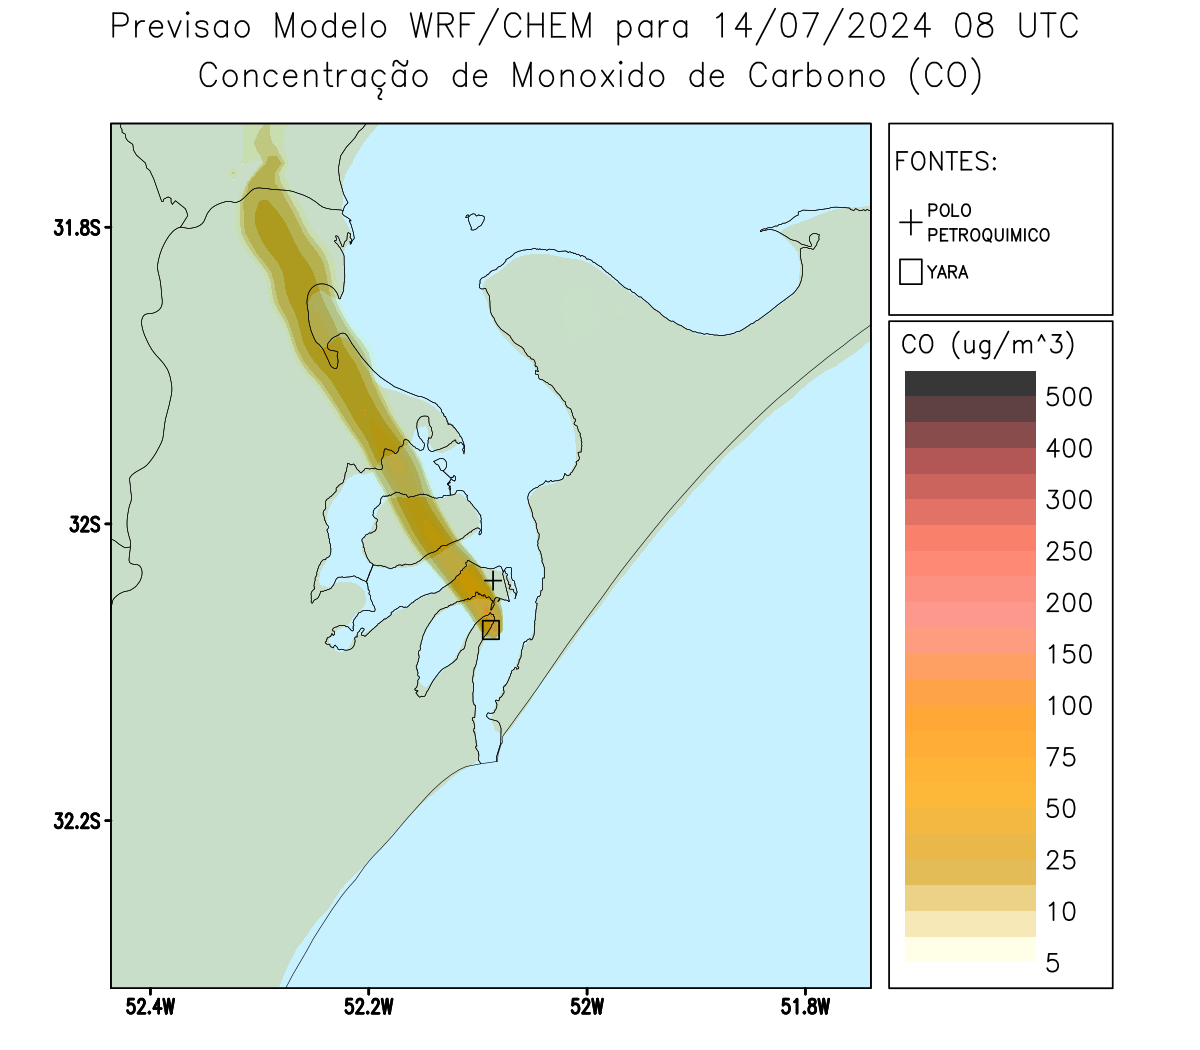 Previsao Modelo WRF/CHEM para 14/07/2024 08 UTC
Concentração de Monoxido de Carbono (CO)
FONTES:
POLO
PETROQUIMICO
YARA
CO (ug/m^3)
500
400
300
250
200
150
100
75
50
25
10
5
31.8S
32S
32.2S
52.4W
52.2W
52W
51.8W